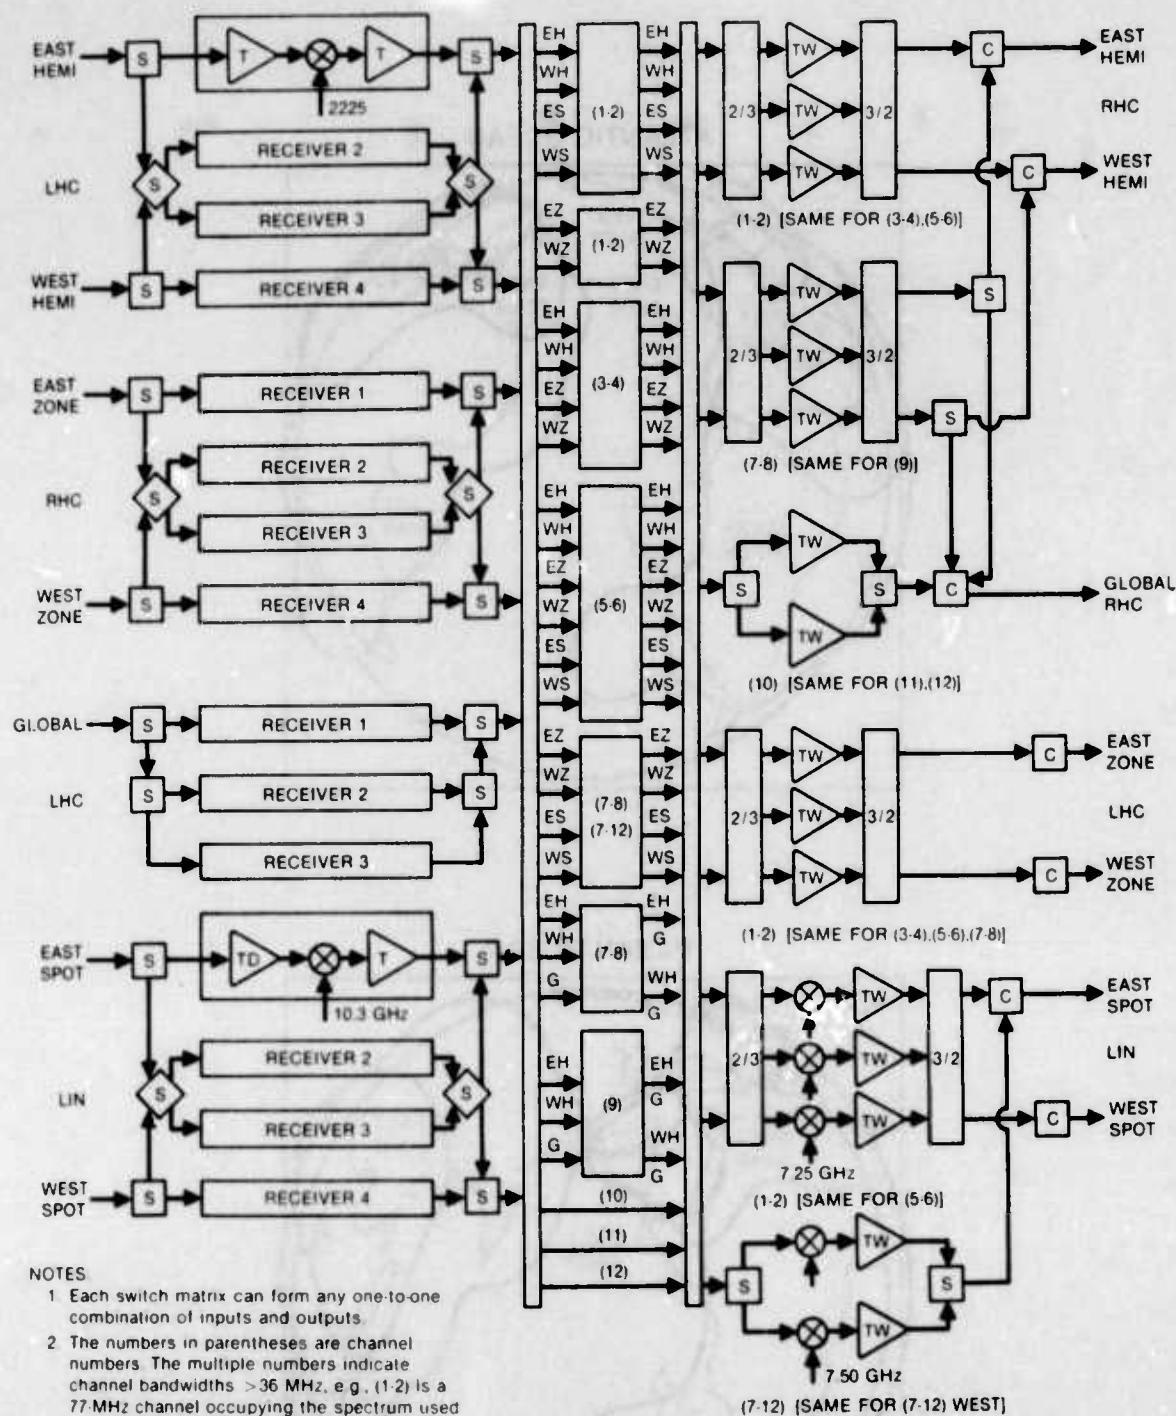 EAST HEMI
S
T
T
S
2225
RECEIVER 2
LHC
S
S
RECEIVER 3
WEST HEMI
S
RECEIVER 4
S
EAST ZONE
S
RECEIVER 1
S
RECEIVER 2
RHC
S
S
RECEIVER 3
WEST ZONE
S
RECEIVER 4
S
GLOBAL
S
RECEIVER 1
S
LHC
S
RECEIVER 2
S
RECEIVER 3
EAST SPOT
S
TD
T
S
10.3 GHz
RECEIVER 2
LIN
S
S
RECEIVER 3
WEST SPOT
S
RECEIVER 4
S
EH
WH
ES
WS
(1-2)
EH
WH
ES
WS
EZ
WZ
(1-2)
EZ
WZ
EH
WH
EZ
WZ
(3-4)
EH
WH
EZ
WZ
EH
WH
EZ
WZ
ES
WS
(5-6)
EH
WH
EZ
WZ
ES
WS
EZ
WZ
ES
WS
(7-8)
(7-12)
EZ
WZ
ES
WS
EH
WH
G
(7-8)
EH
G
WH
G
EH
WH
G
(9)
EH
G
WH
G
(10)
(11)
(12)
2/3
TW
TW
TW
3/2
C
EAST HEMI
RHC
C
WEST HEMI
(1-2) [SAME FOR (3-4),(5-6)]
2/3
TW
TW
TW
3/2
S
S
(7-8) [SAME FOR (9)]
S
TW
TW
S
C
GLOBAL RHC
(10) [SAME FOR (11),(12)]
2/3
TW
TW
TW
3/2
C
EAST ZONE
LHC
C
WEST ZONE
(1-2) [SAME FOR (3-4),(5-6),(7-8)]
2/3
TW
TW
TW
3/2
C
EAST SPOT
LIN
C
WEST SPOT
7.25 GHz
(1-2) [SAME FOR (5-6)]
S
TW
TW
S
7.50 GHz
(7-12) [SAME FOR (7-12) WEST]
NOTES
1 Each switch matrix can form any one-to-one
combination of inputs and outputs.
2 The numbers in parentheses are channel
numbers. The multiple numbers indicate
channel bandwidths >36 MHz, e.g., (1-2) is a
77-MHz channel occupying the spectrum used